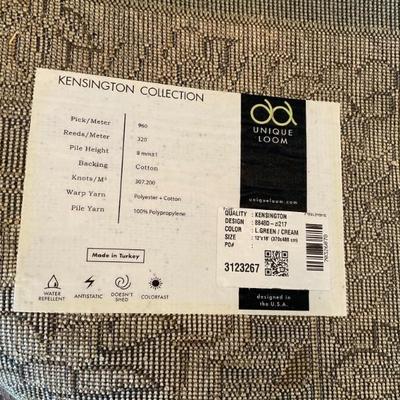 KENSINGTON COLLECTION
Pick/Meter 960
Reeds/Meter 320
Pile Height 8 mm±1
Backing Cotton
Knots/M² 307.200
Warp Yarn Polyester + Cotton
Pile Yarn 100% Polypropylene
Made in Turkey
WATER REPELLENT
ANTISTATIC
DOESN'T SHED
COLORFAST
UNIQUE
LOOM
uniqueloom.com
QUALITY : KENSINGTON
DESIGN : 8848D – zi217
COLOR : L.GREEN / CREAM
SIZE : 12'x16' (370x488 cm)
PO# :
3123267
designed in
the U.S.A.